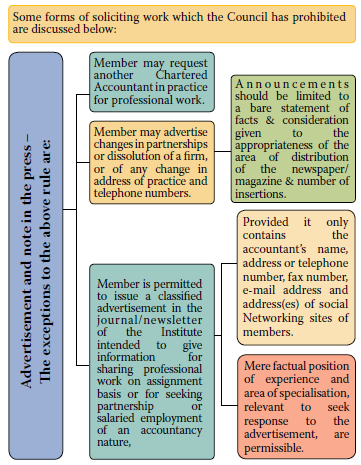 Some forms of soliciting work which the Council has prohibited
are discussed below:
Advertisement and note in the press –
The exceptions to the above rule are:
Member may request
another Chartered
Accountant in practice
for professional work.
Member may advertise
changes in partnerships
or dissolution of a firm,
or of any change in
address of practice and
telephone numbers.
Announcements
should be limited to
a bare statement of
facts & consideration
given to the
appropriateness of the
area of distribution
of the newspaper/
magazine & number of
insertions.
Member is permitted
to issue a classified
advertisement in the
journal/newsletter
of the Institute
intended to give
information for
sharing professional
work on assignment
basis or for seeking
partnership or
salaried employment
of an accountancy
nature,
Provided it only
contains the
accountant's name,
address or telephone
number, fax number,
e-mail address and
address(es) of social
Networking sites of
members.
Mere factual position
of experience and
area of specialisation,
relevant to seek
response to the
advertisement, are
permissible.